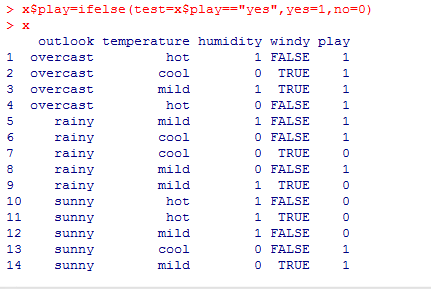 > x$play=ifelse(test=x$play=="yes",yes=1,no=0)
> x
outlook temperature humidity windy play
1 overcast hot 1 FALSE 1
2 overcast cool 0 TRUE 1
3 overcast mild 1 TRUE 1
4 overcast hot 0 FALSE 1
5 rainy mild 1 FALSE 1
6 rainy cool 0 FALSE 1
7 rainy cool 0 TRUE 0
8 rainy mild 0 FALSE 1
9 rainy mild 1 TRUE 0
10 sunny hot 1 FALSE 0
11 sunny hot 1 TRUE 0
12 sunny mild 1 FALSE 0
13 sunny cool 0 FALSE 1
14 sunny mild 0 TRUE 1